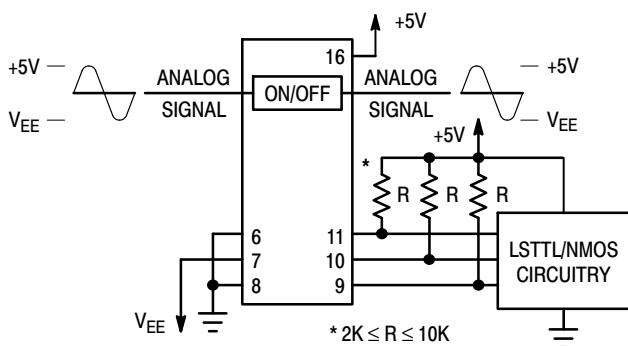 +5V
16
+5V
ANALOG
SIGNAL
ON/OFF
ANALOG
SIGNAL
+5V
V_EE
V_EE
+5V
*
R
R
R
6
7
8
11
10
9
LSTTL/NMOS
CIRCUITRY
V_EE
* 2K ≤ R ≤ 10K